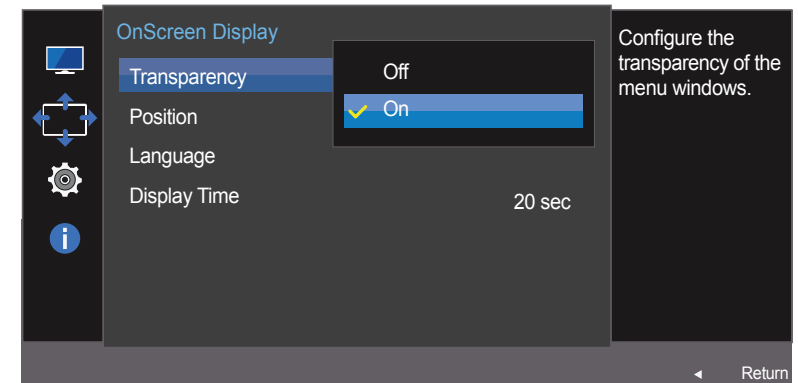 OnScreen Display
Transparency
Off
On
Position
Language
Display Time
20 sec
Configure the
transparency of the
menu windows.
Return